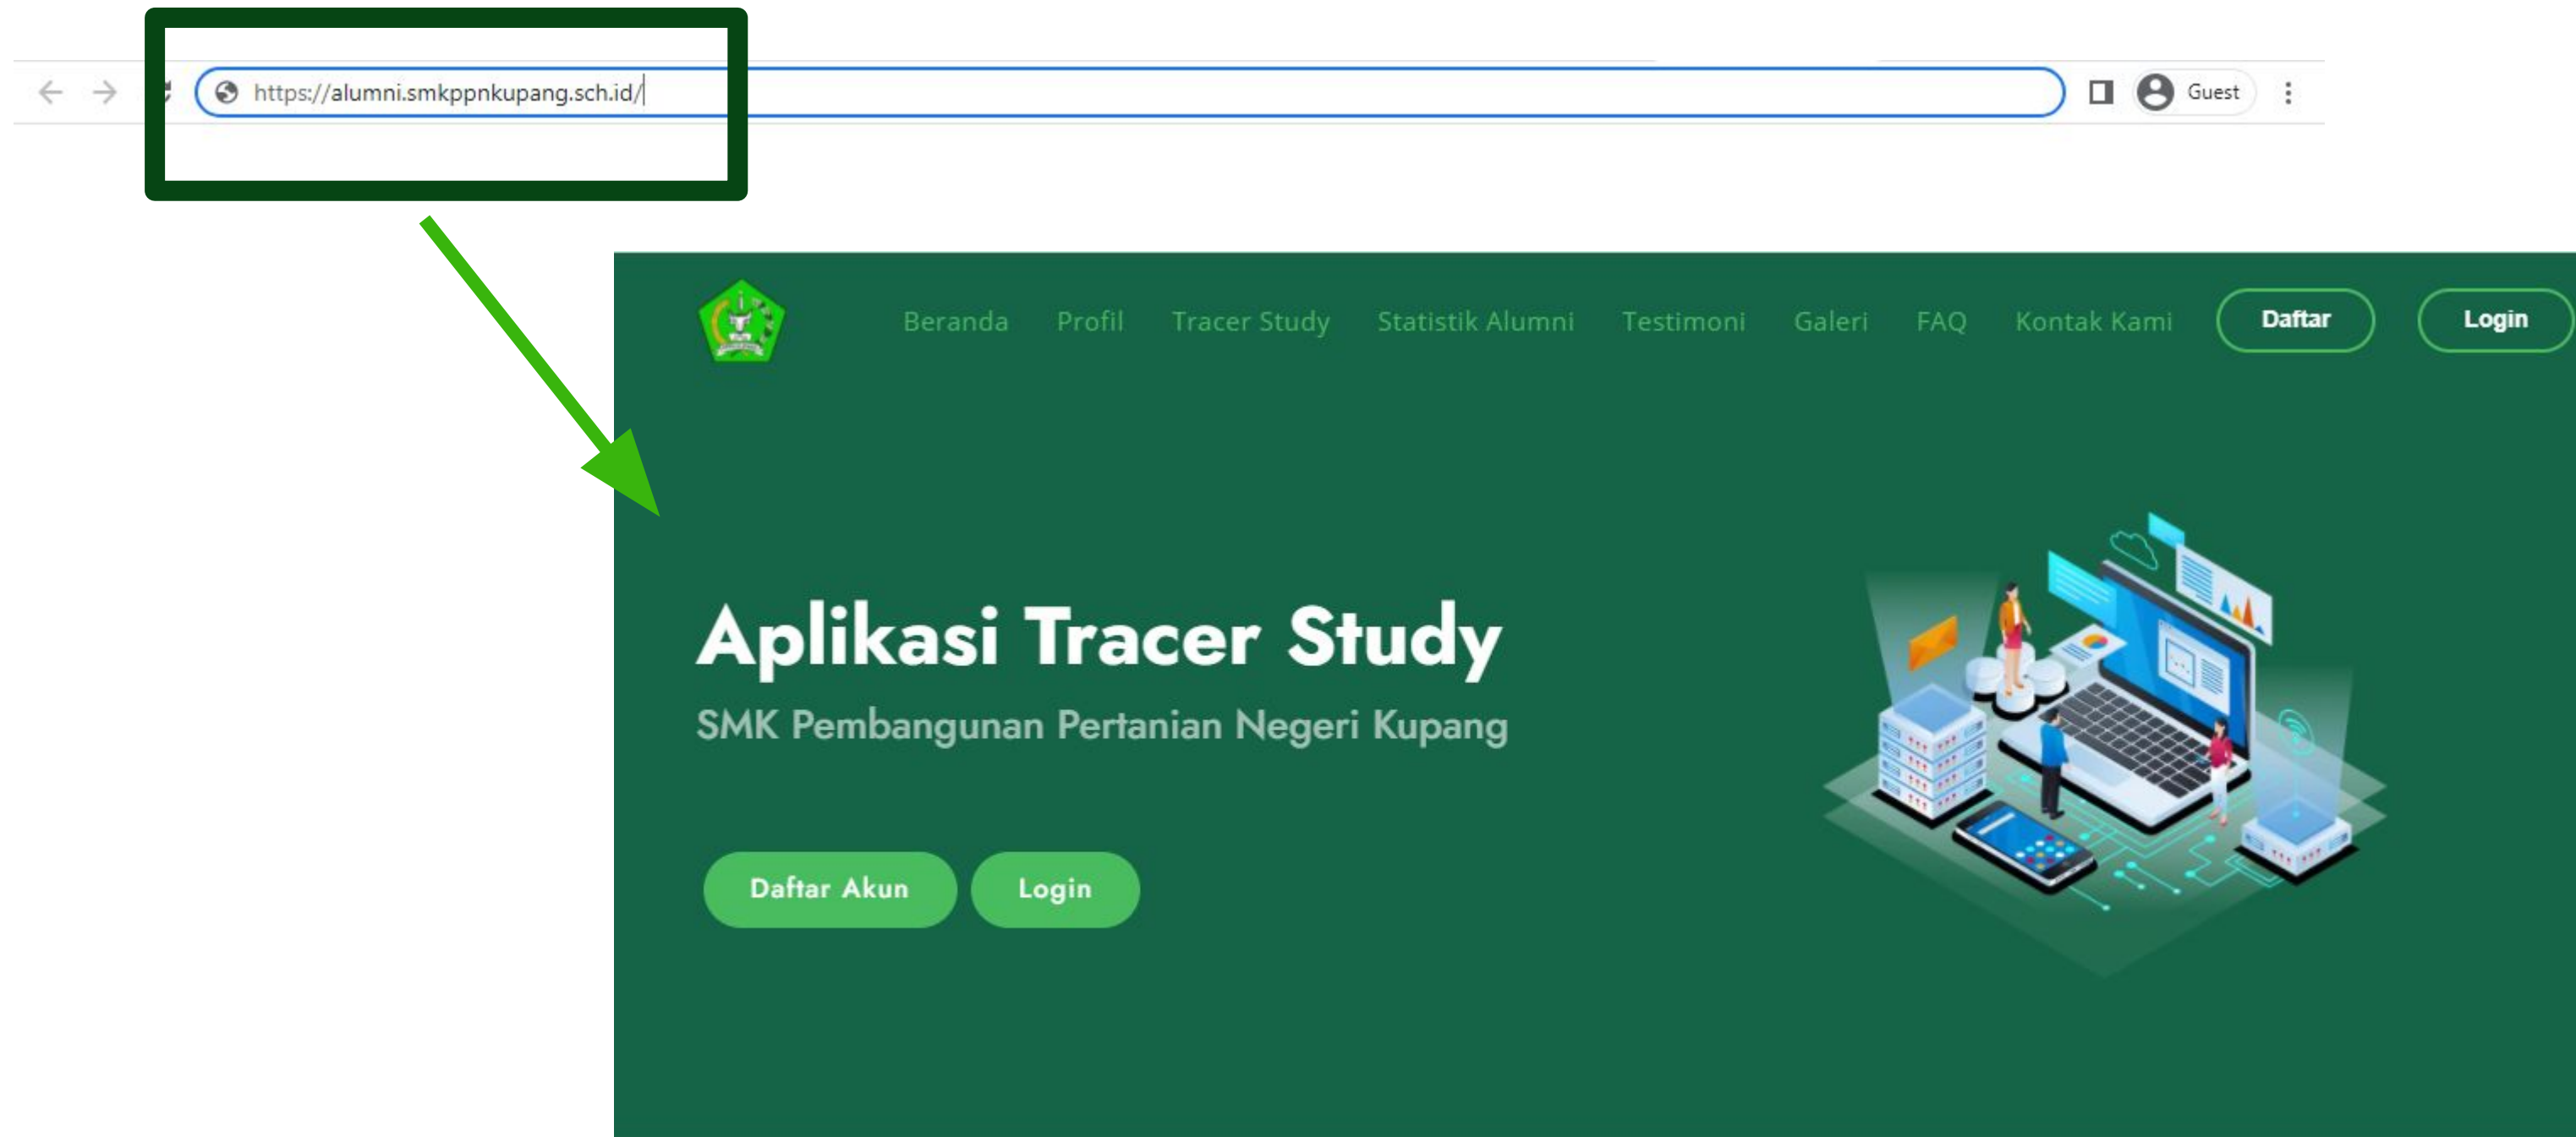 https://alumni.smkppnkupang.sch.id/
Guest
Beranda Profil Tracer Study Statistik Alumni Testimoni Galeri FAQ Kontak Kami Daftar Login
Aplikasi Tracer Study
SMK Pembangunan Pertanian Negeri Kupang
Daftar Akun Login